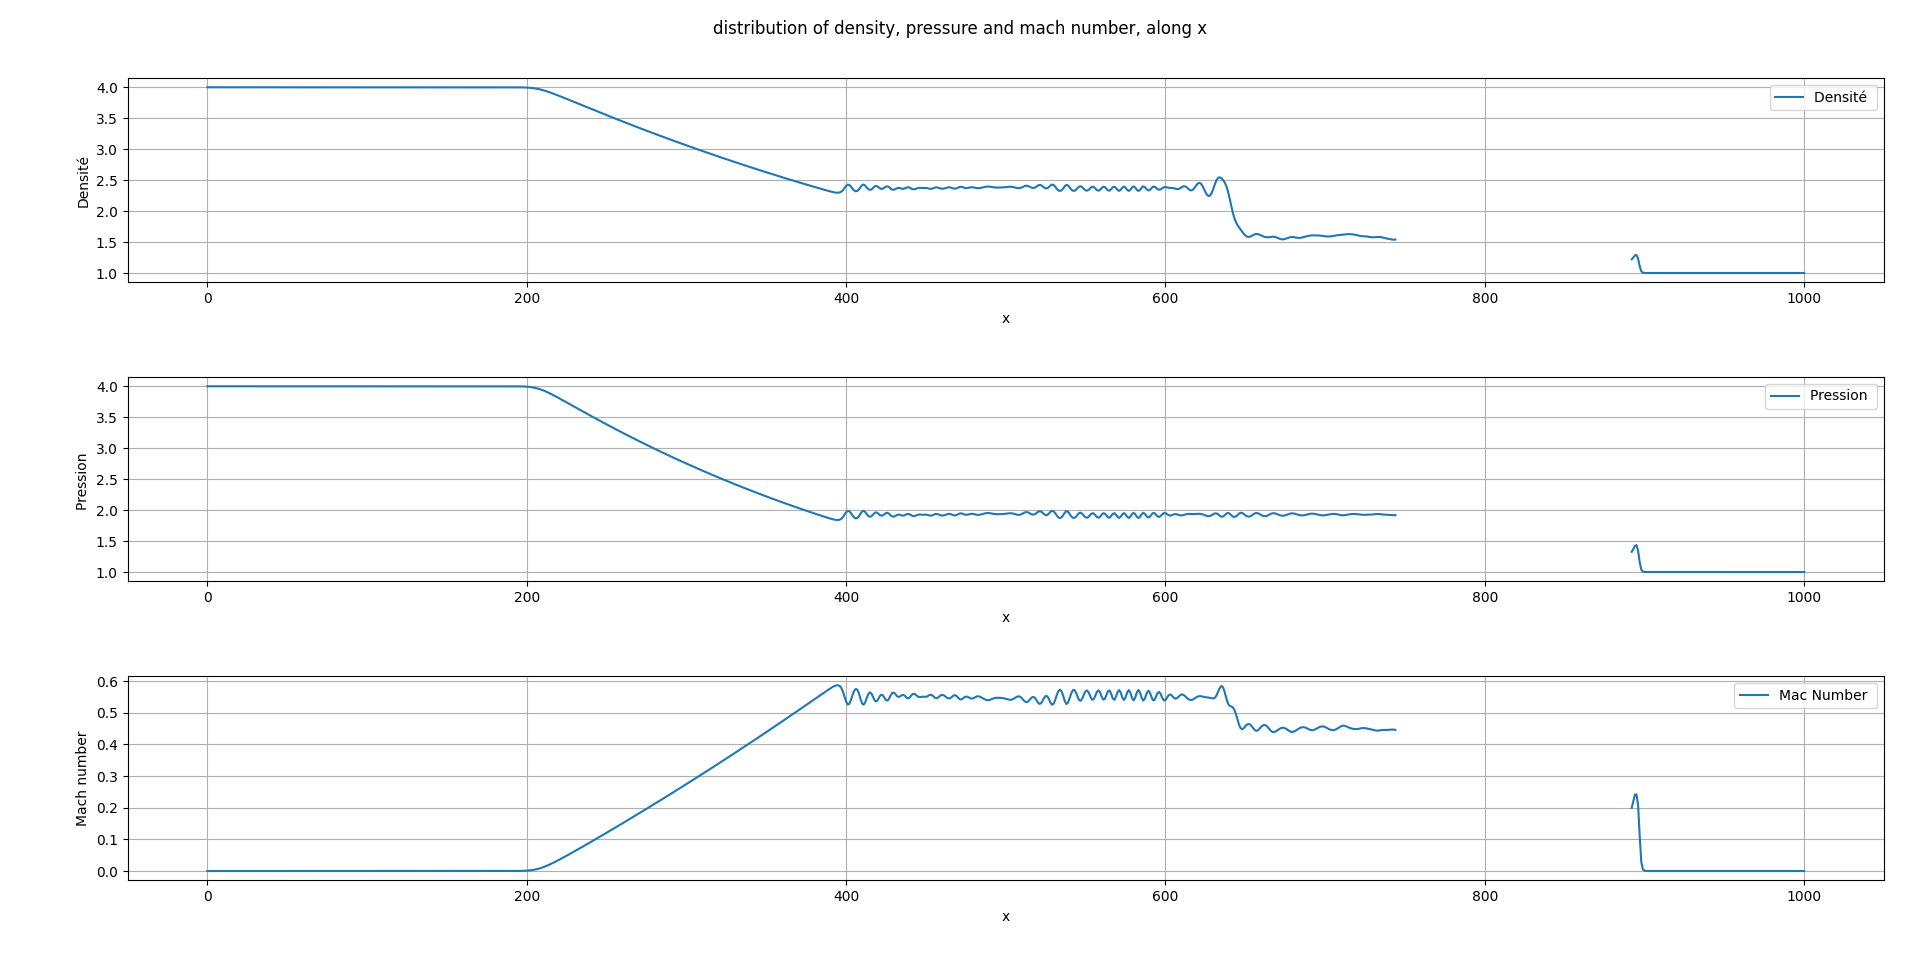 distribution of density, pressure and mach number, along x
Densité
4.0
3.5
3.0
2.5
2.0
1.5
1.0
Densité
0 200 400 600 800 1000
x
Pression
4.0
3.5
3.0
2.5
2.0
1.5
1.0
Pression
0 200 400 600 800 1000
x
Mac Number
0.6
0.5
0.4
0.3
0.2
0.1
0.0
Mach number
0 200 400 600 800 1000
x